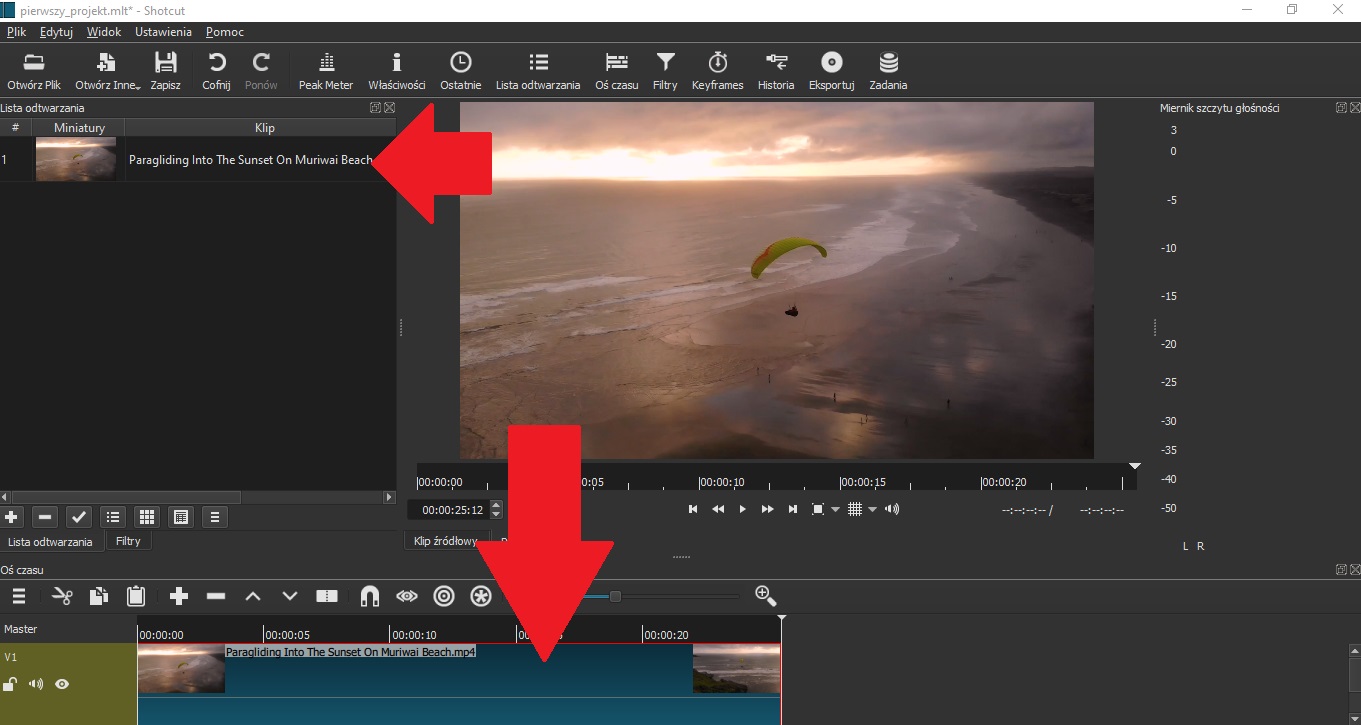 pierwszy_projekt.mlt* - Shotcut
Plik Edytuj Widok Ustawienia Pomoc
Otwórz Plik Otwórz Inne Zapisz Cofnij Ponów Peak Meter Właściwości Ostatnie Lista odtwarzania Oś czasu Filtry Keyframes Historia Eksportuj Zadania
Lista odtwarzania
# Miniatury Klip
1 Paragliding Into The Sunset On Muriwai Beach
Miernik szczytu głośności
3
0
-5
-10
-15
-20
-25
-30
-35
-40
-50
L R
00:00:00 0:05 00:00:10 00:00:15 00:00:20
00:00:25:12 --:--:--:-- / --:--:--:--
Lista odtwarzania Filtry
Klip źródłowy
Oś czasu
Master
00:00:00 00:00:05 00:00:10 00:00:20
V1
Paragliding Into The Sunset On Muriwai Beach.mp4